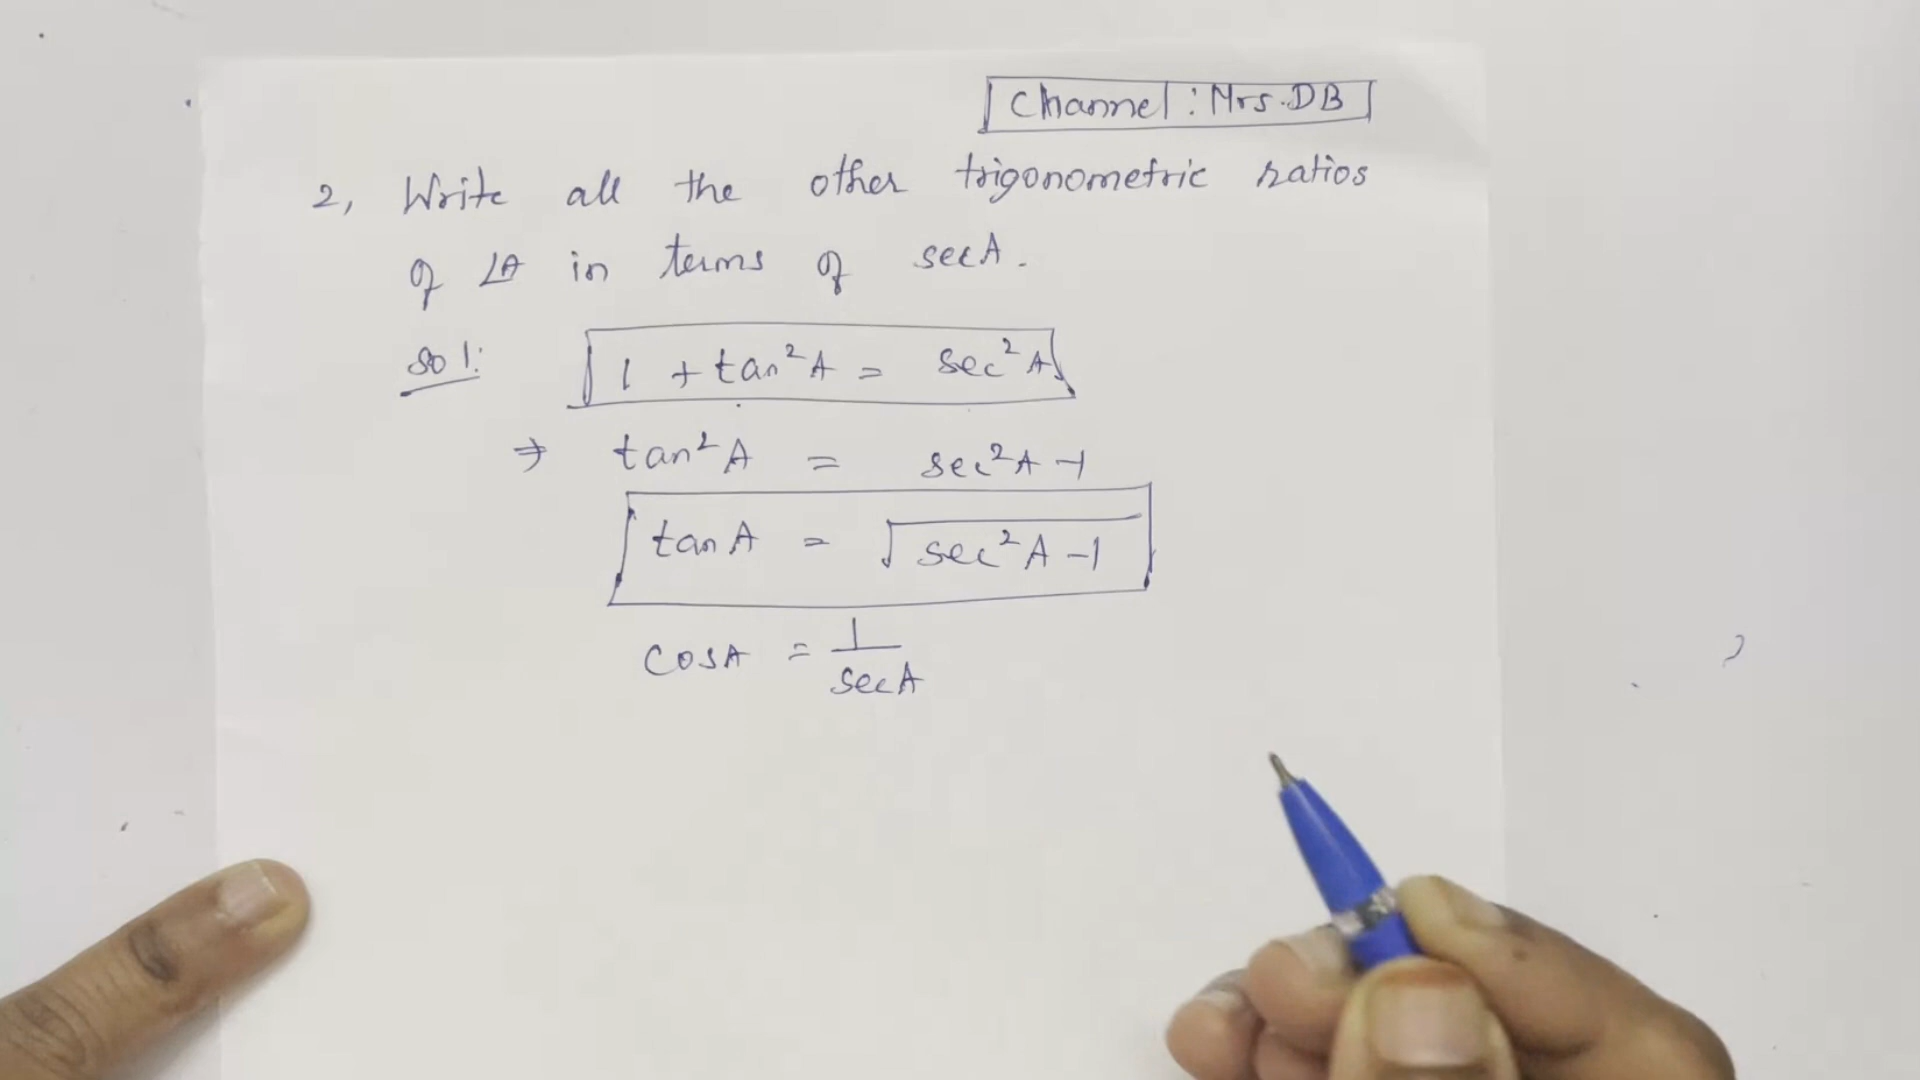 Channel : Mrs.DB
2, Write all the other trigonometric ratios
of ∠A in terms of secA.
Sol: 1 + tan²A = sec²A
⇒ tan²A = sec²A -1
tan A = √(sec²A -1)
cosA = 1/secA